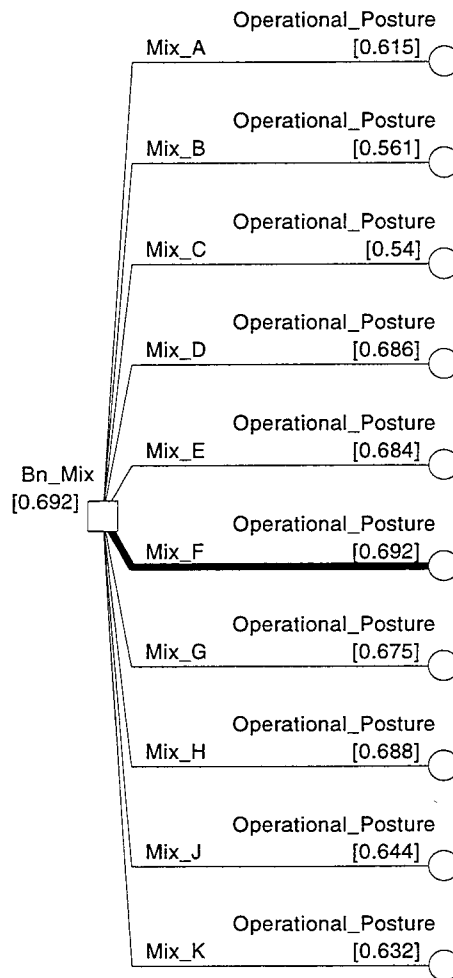 Operational_Posture
Mix_A [0.615]
Operational_Posture
Mix_B [0.561]
Operational_Posture
Mix_C [0.54]
Operational_Posture
Mix_D [0.686]
Operational_Posture
Mix_E [0.684]
Bn_Mix
[0.692]
Operational_Posture
Mix_F [0.692]
Operational_Posture
Mix_G [0.675]
Operational_Posture
Mix_H [0.688]
Operational_Posture
Mix_J [0.644]
Operational_Posture
Mix_K [0.632]